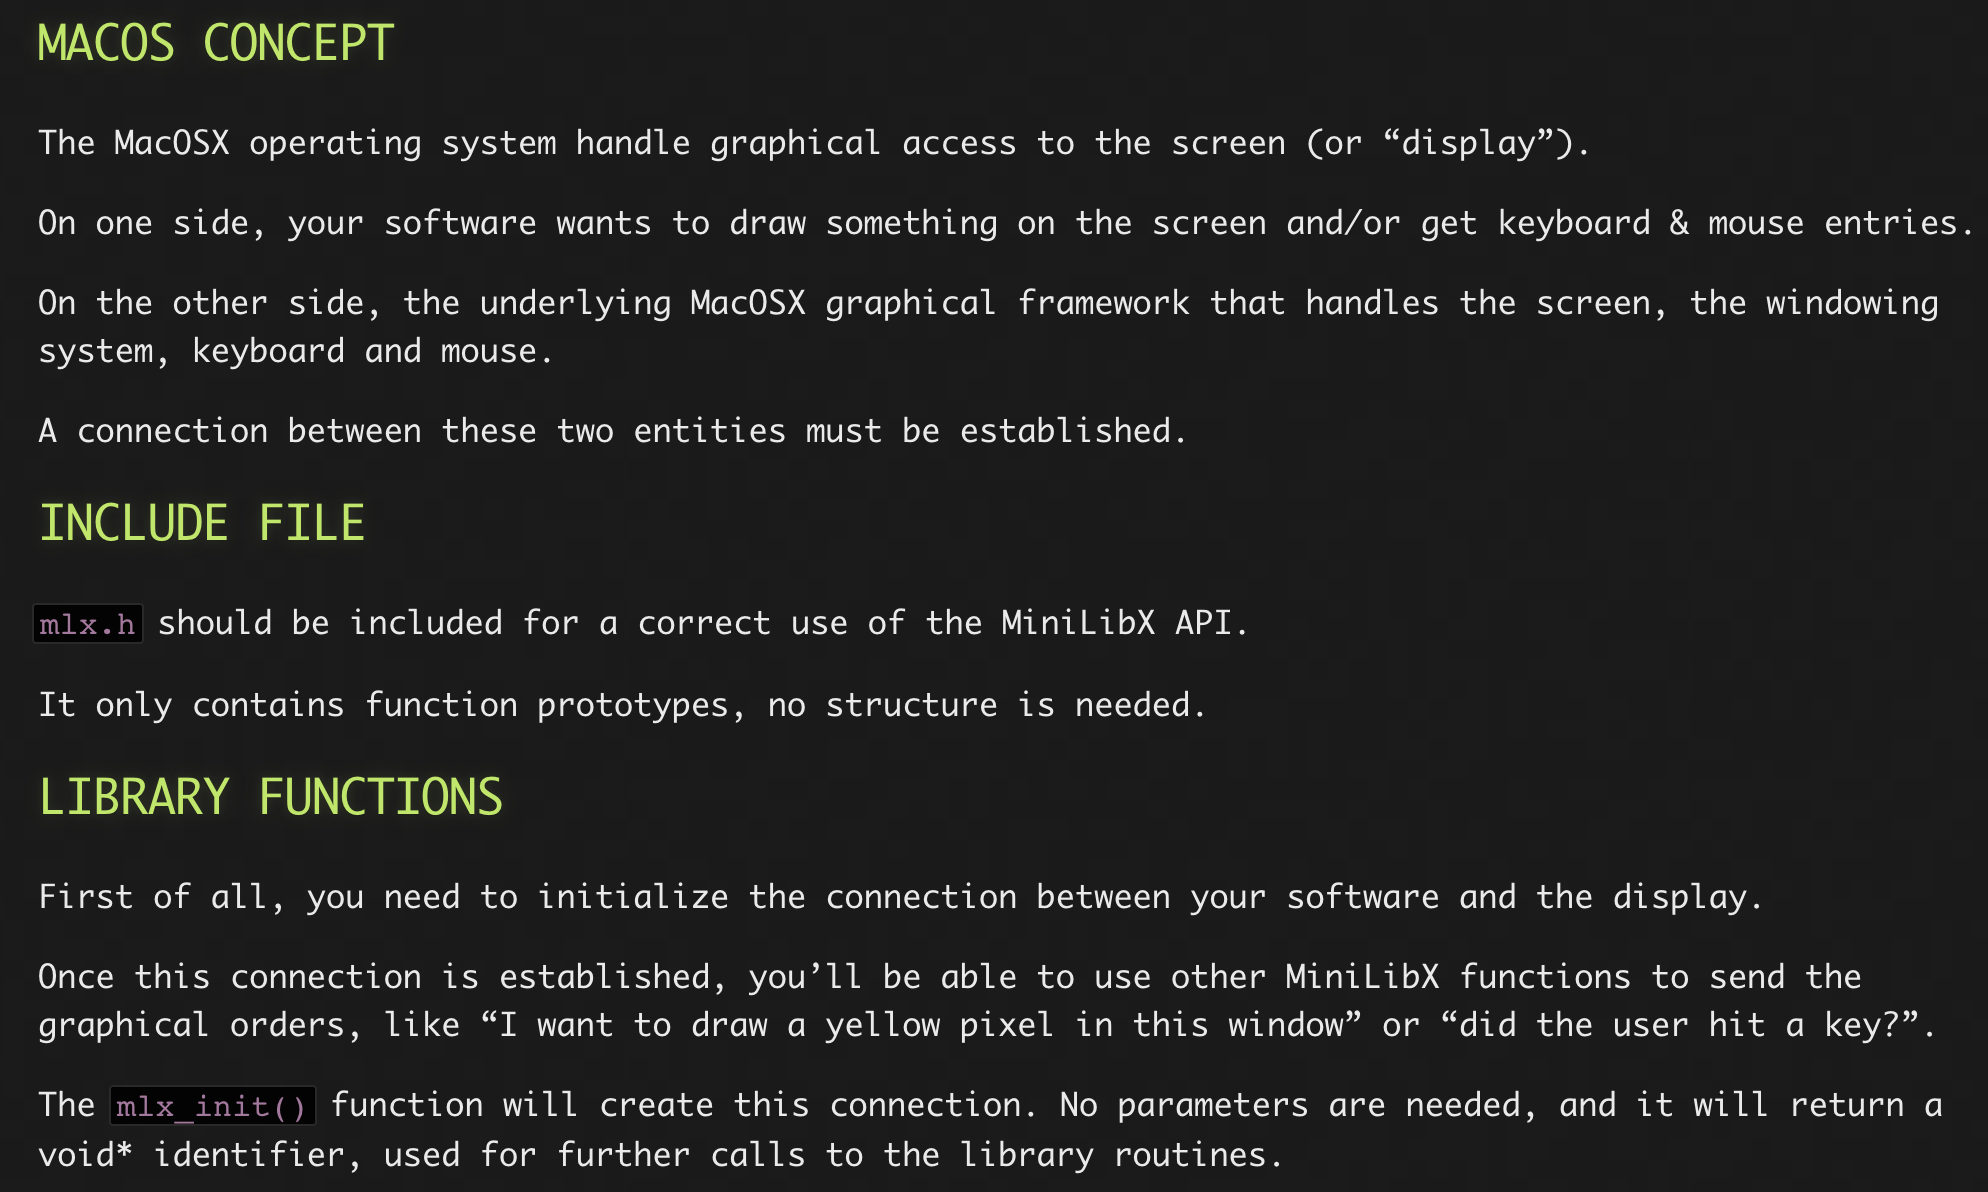 MACOS CONCEPT
The MacOSX operating system handle graphical access to the screen (or “display”).
On one side, your software wants to draw something on the screen and/or get keyboard & mouse entries.
On the other side, the underlying MacOSX graphical framework that handles the screen, the windowing
system, keyboard and mouse.
A connection between these two entities must be established.
INCLUDE FILE
mlx.h should be included for a correct use of the MiniLibX API.
It only contains function prototypes, no structure is needed.
LIBRARY FUNCTIONS
First of all, you need to initialize the connection between your software and the display.
Once this connection is established, you’ll be able to use other MiniLibX functions to send the
graphical orders, like “I want to draw a yellow pixel in this window” or “did the user hit a key?”.
The mlx_init() function will create this connection. No parameters are needed, and it will return a
void* identifier, used for further calls to the library routines.